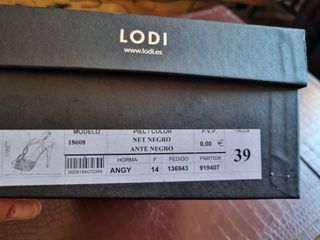 LODI
www.lodi.es
MODELO PIEL / COLOR P.V.P. TALLA
18608 NET NEGRO 0,00 €
ANTE NEGRO
39
HORMA F PEDIDO PARTIDA
0009194070394 ANGY 14 136943 919407